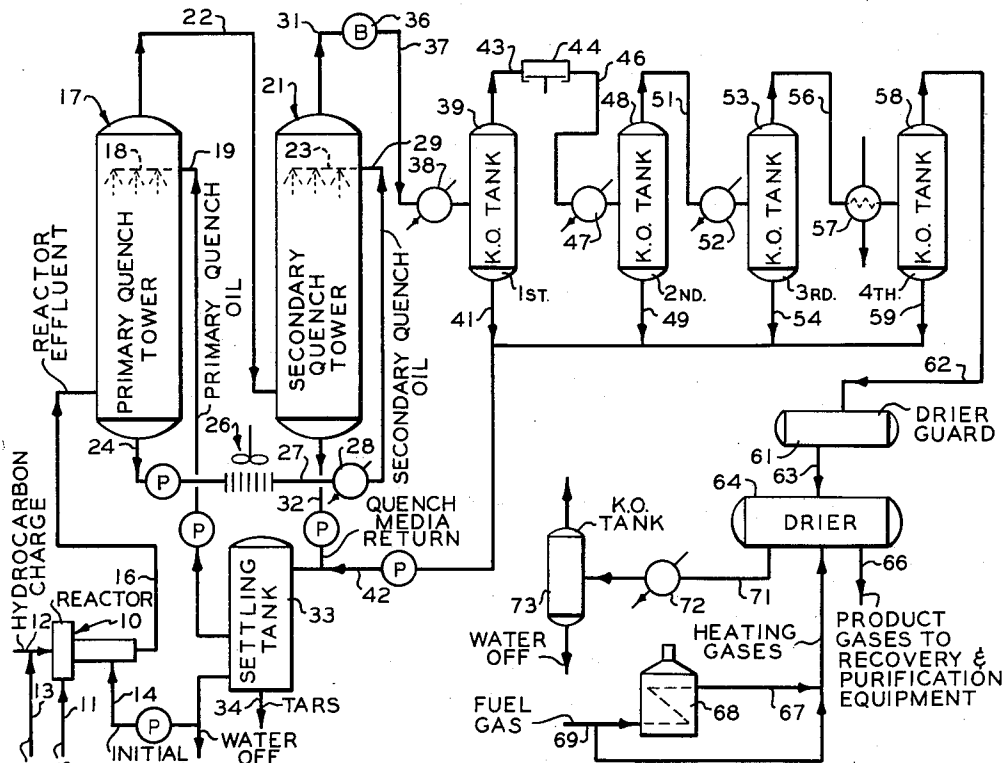 22
31
B
36
37
43
44
46
17
21
39
48
51
53
56
58
18
19
23
29
38
47
52
57
PRIMARY QUENCH
TOWER
PRIMARY QUENCH
OIL
SECONDARY
QUENCH
TOWER
SECONDARY QUENCH
OIL
K.O. TANK
K.O. TANK
K.O. TANK
K.O. TANK
1ST.
2ND.
3RD.
4TH.
41
49
54
59
REACTOR
EFFLUENT
24
26
27
28
P
32
P
P
QUENCH
MEDIA
RETURN
P
42
62
DRIER
GUARD
61
63
64
DRIER
K.O.
TANK
66
71
72
73
WATER
OFF
HEATING
GASES
PRODUCT
GASES TO
RECOVERY &
PURIFICATION
EQUIPMENT
HYDROCARBON
CHARGE
16
REACTOR
10
12
13
11
14
P
INITIAL
SETTLING
TANK
33
34
TARS
WATER
OFF
FUEL
GAS
69
68
67